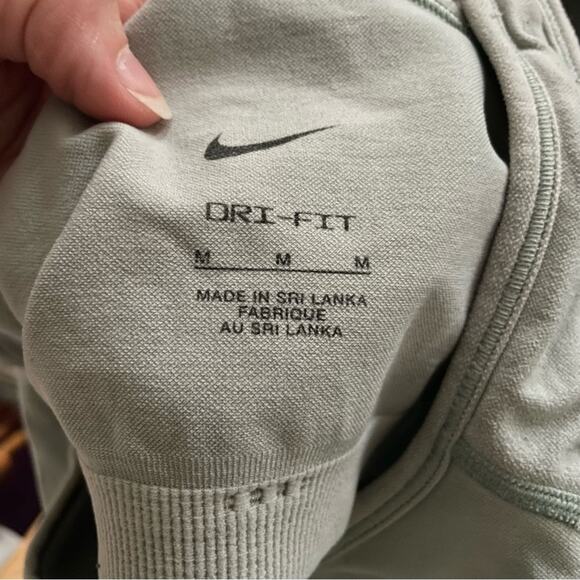 DRI-FIT
M M M
MADE IN SRI LANKA
FABRIQUE
AU SRI LANKA